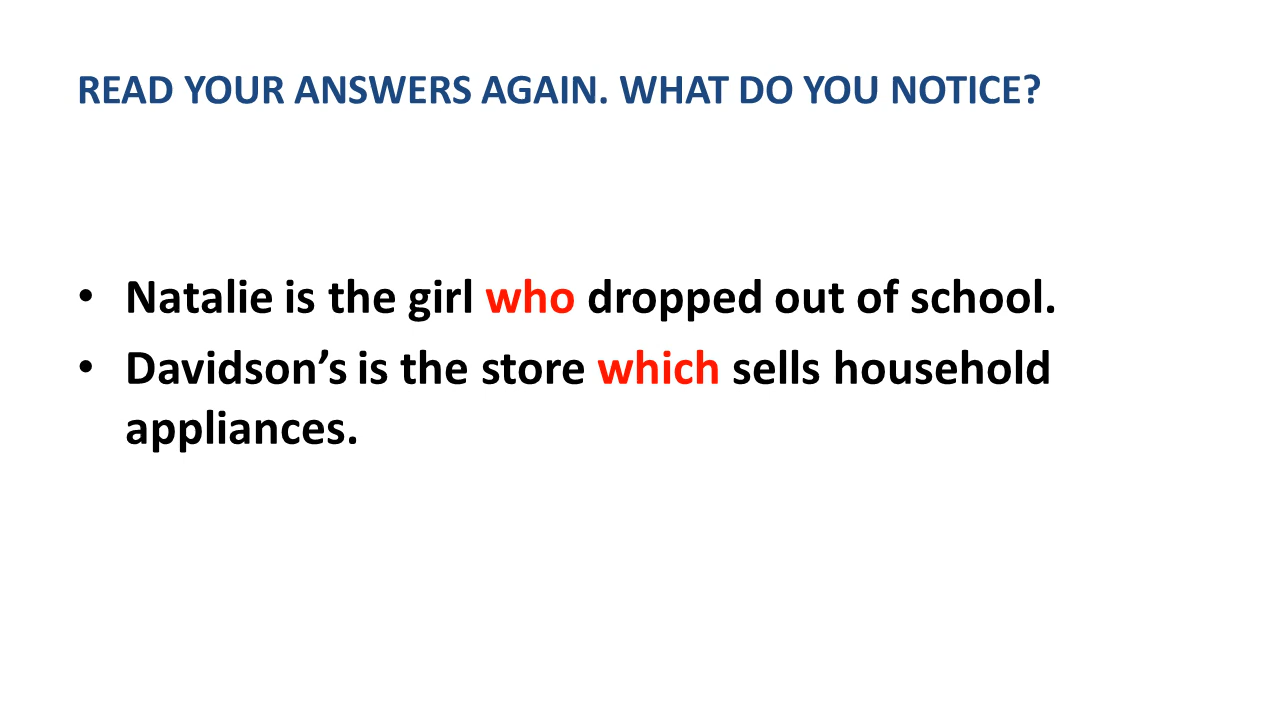 READ YOUR ANSWERS AGAIN. WHAT DO YOU NOTICE?
• Natalie is the girl who dropped out of school.
• Davidson’s is the store which sells household
appliances.